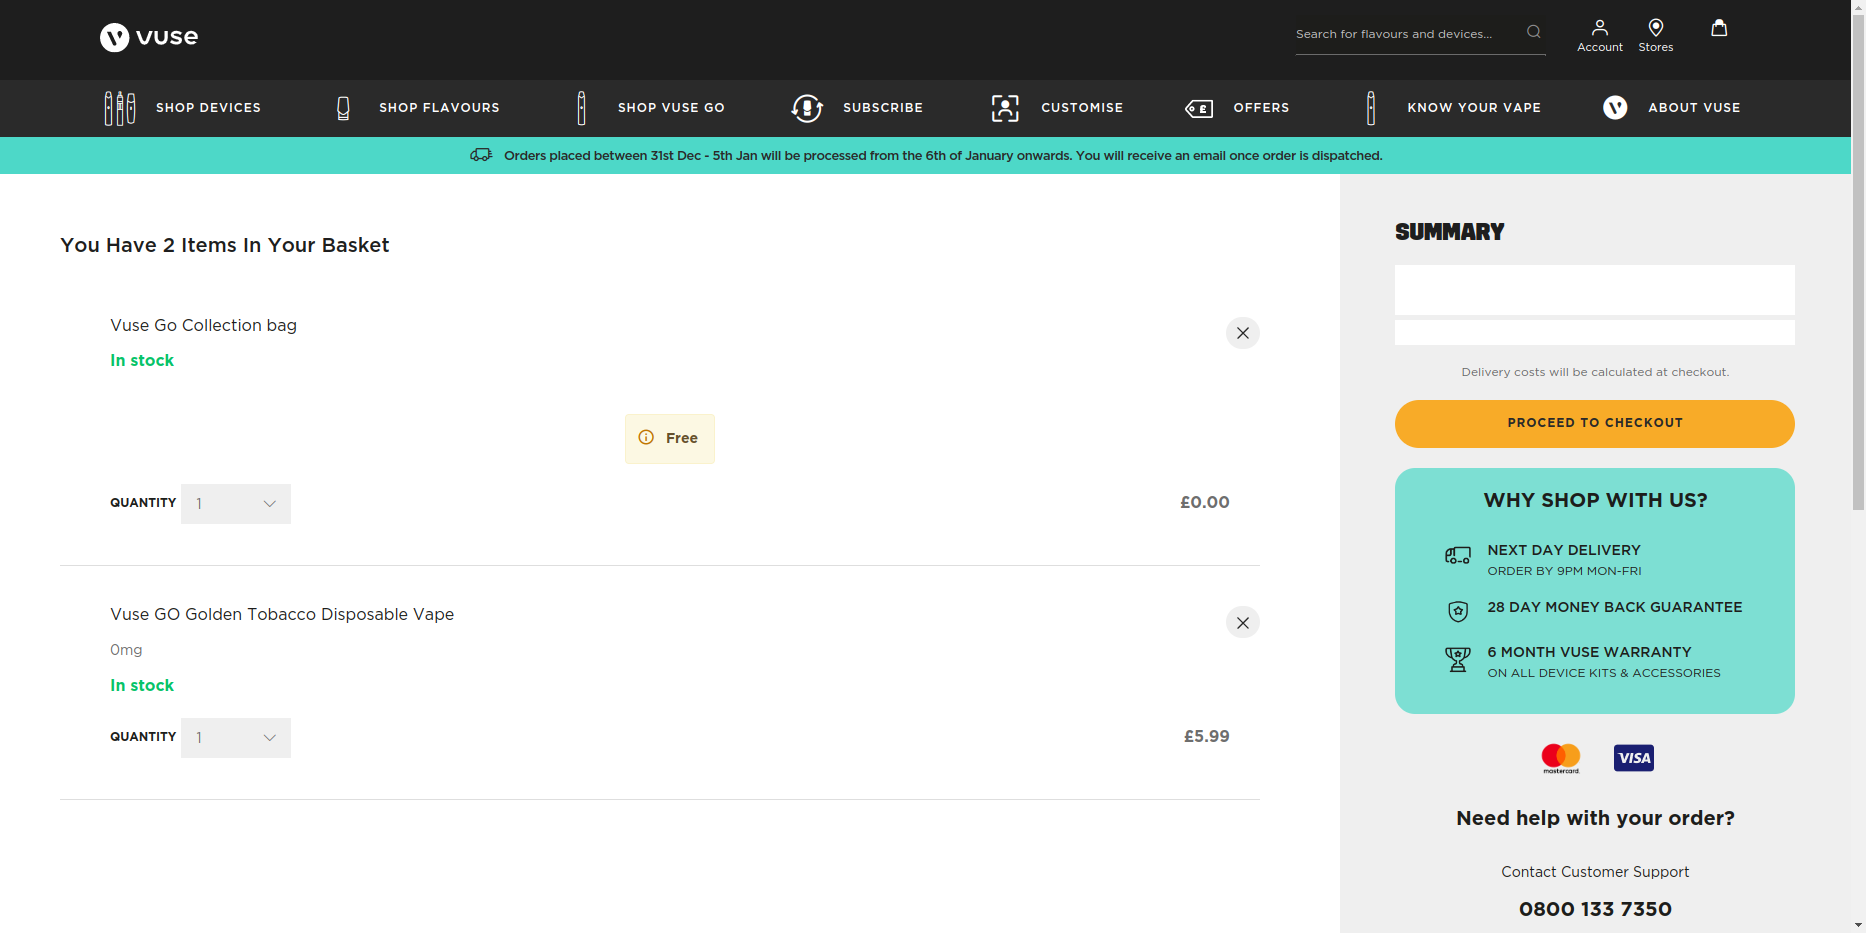 vuse
Search for flavours and devices...
Account
Stores
SHOP DEVICES
SHOP FLAVOURS
SHOP VUSE GO
SUBSCRIBE
CUSTOMISE
£
OFFERS
KNOW YOUR VAPE
ABOUT VUSE
Orders placed between 31st Dec - 5th Jan will be processed from the 6th of January onwards. You will receive an email once order is dispatched.
You Have 2 Items In Your Basket
Vuse Go Collection bag
In stock
Free
QUANTITY 1
£0.00
Vuse GO Golden Tobacco Disposable Vape
0mg
In stock
QUANTITY 1
£5.99
SUMMARY
Delivery costs will be calculated at checkout.
PROCEED TO CHECKOUT
WHY SHOP WITH US?
NEXT DAY DELIVERY
ORDER BY 9PM MON-FRI
28 DAY MONEY BACK GUARANTEE
6 MONTH VUSE WARRANTY
ON ALL DEVICE KITS & ACCESSORIES
mastercard.
VISA
Need help with your order?
Contact Customer Support
0800 133 7350